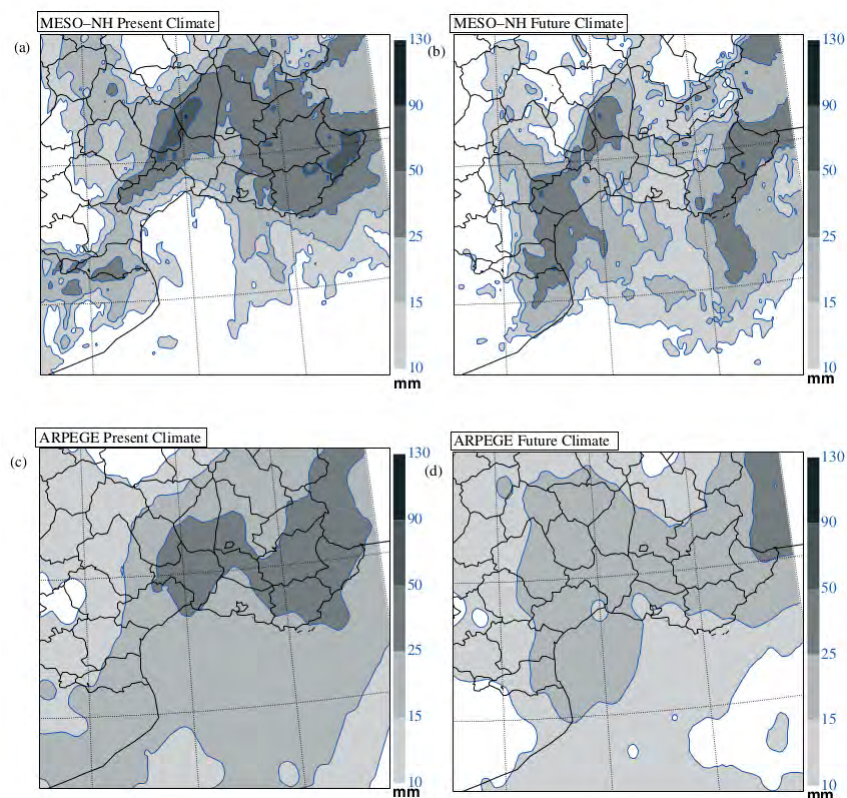 MESO–NH Present Climate
(a)
130
90
50
25
15
10
mm
MESO–NH Future Climate
(b)
130
90
50
25
15
10
mm
ARPEGE Present Climate
(c)
130
90
50
25
15
10
mm
ARPEGE Future Climate
(d)
130
90
50
25
15
10
mm